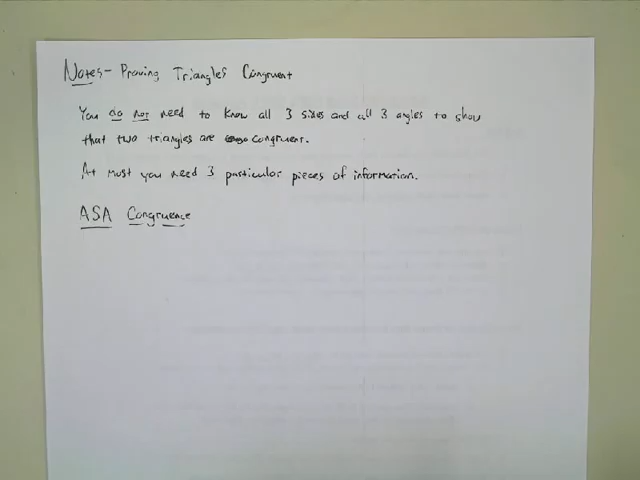 Notes- Proving Triangles Congruent
You do not need to know all 3 sides and all 3 angles to show
that two triangles are congruent.
At most you need 3 particular pieces of information.
ASA Congruence